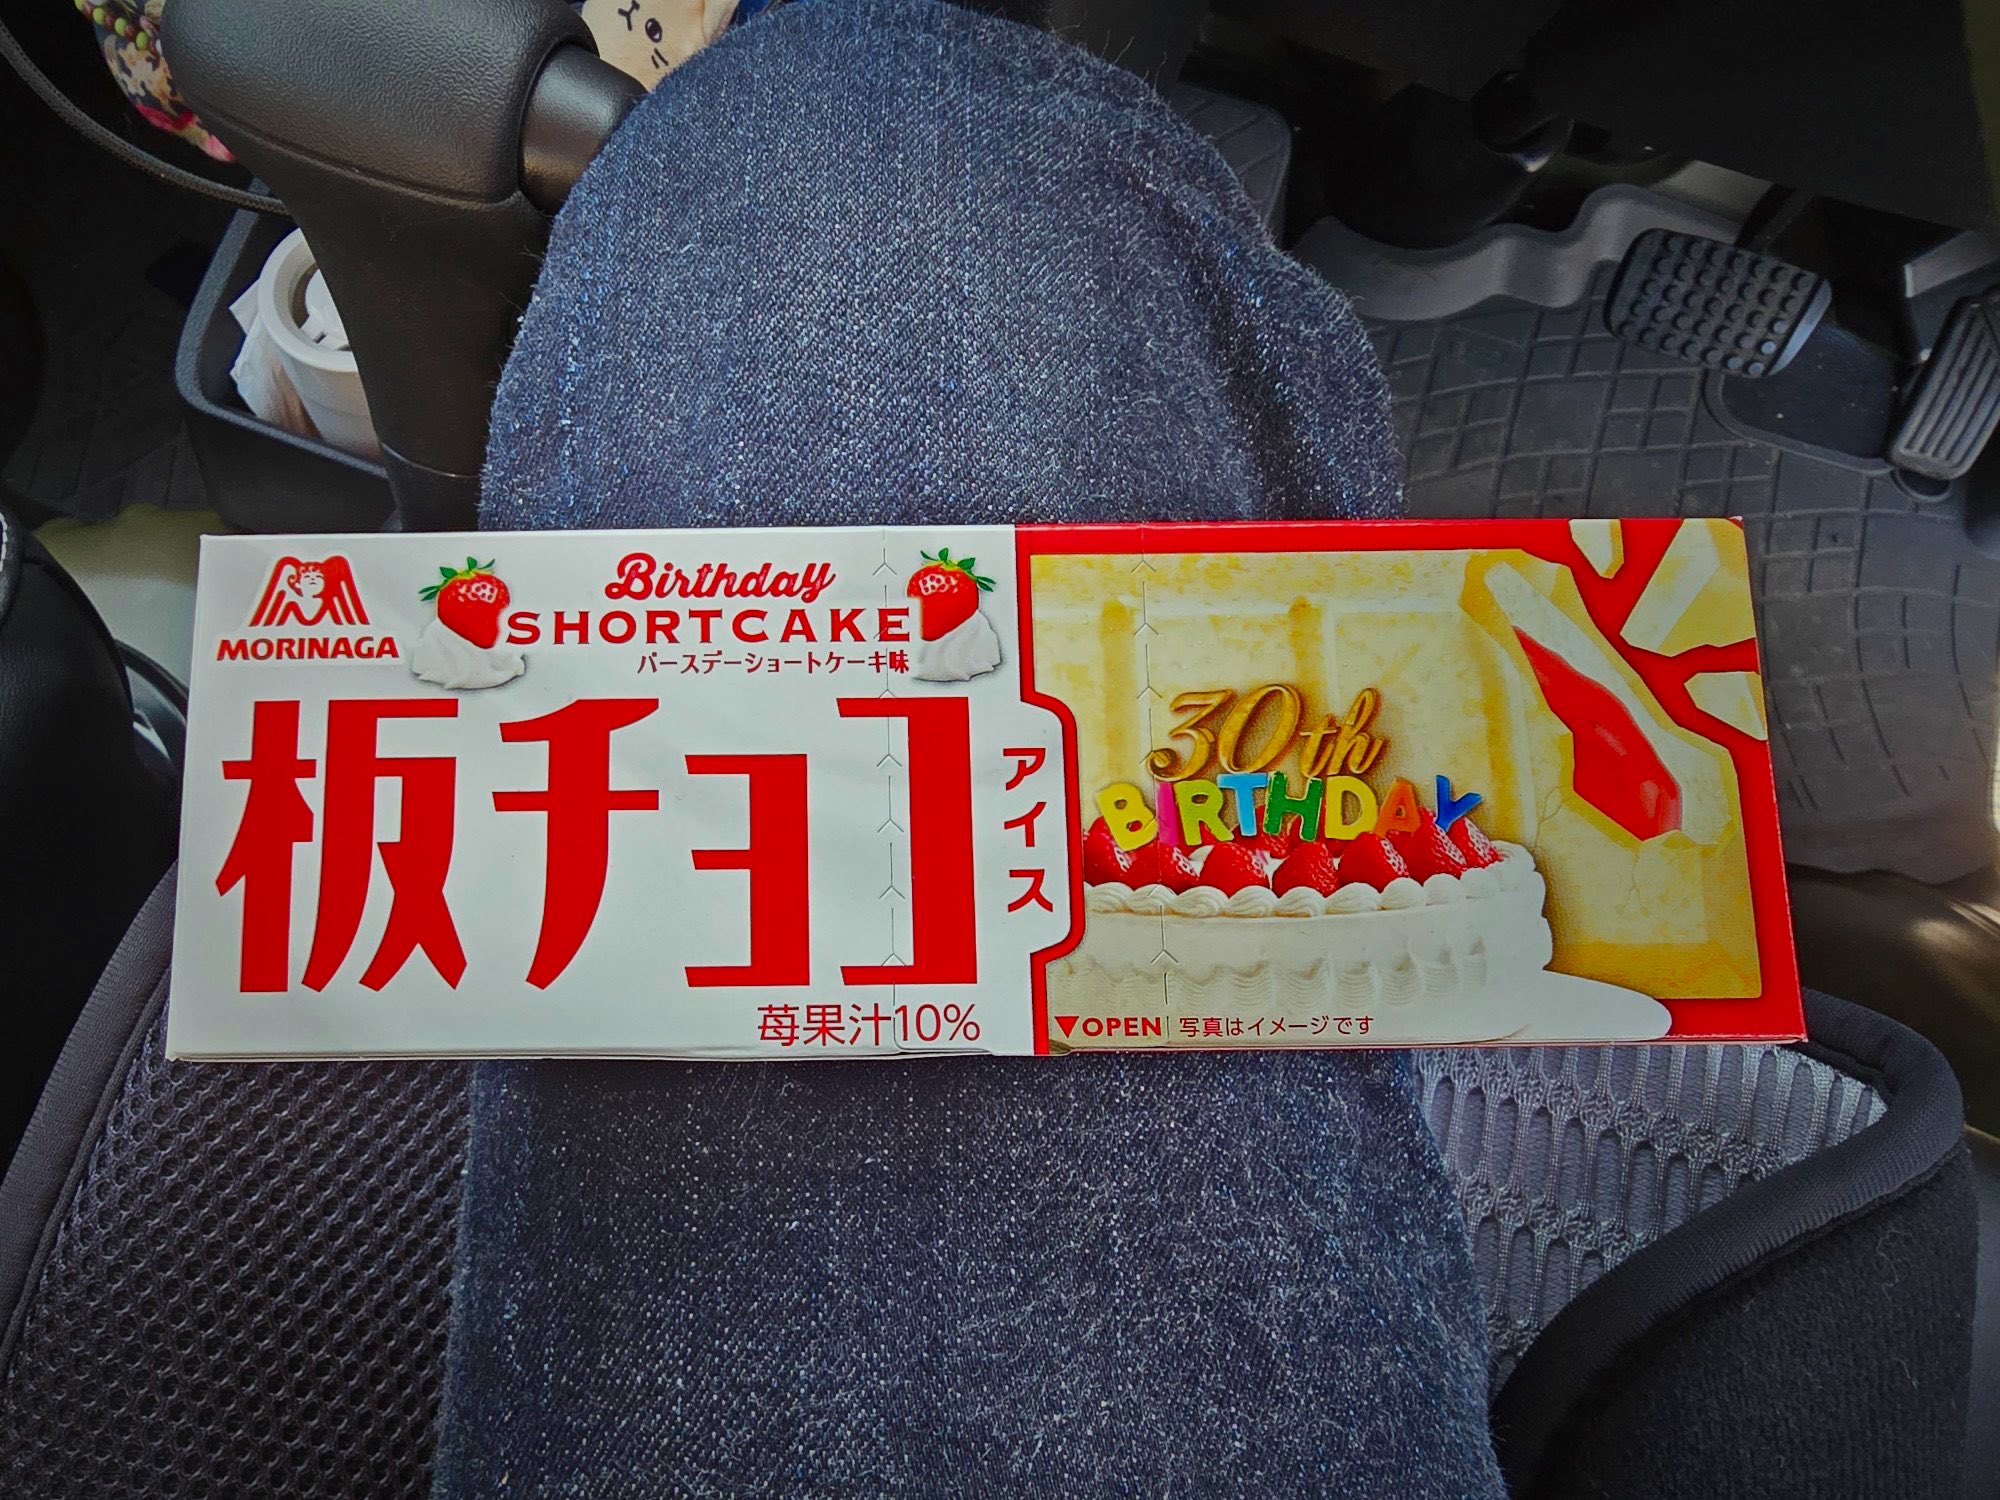 MORINAGA
Birthday
SHORTCAKE
バースデーショートケーキ味
板チョコ
アイス
苺果汁10%
30th
BIRTHDAY
▼OPEN
写真はイメージです